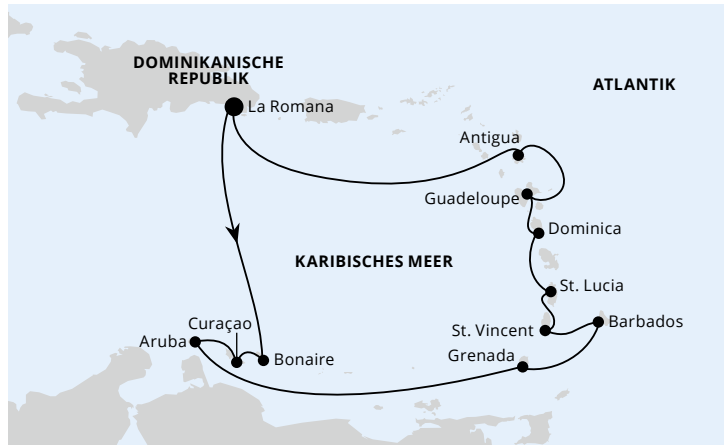 DOMINIKANISCHE
REPUBLIK
ATLANTIK
La Romana
Antigua
Guadeloupe
Dominica
KARIBISCHES MEER
St. Lucia
Curaçao
St. Vincent
Barbados
Aruba
Bonaire
Grenada